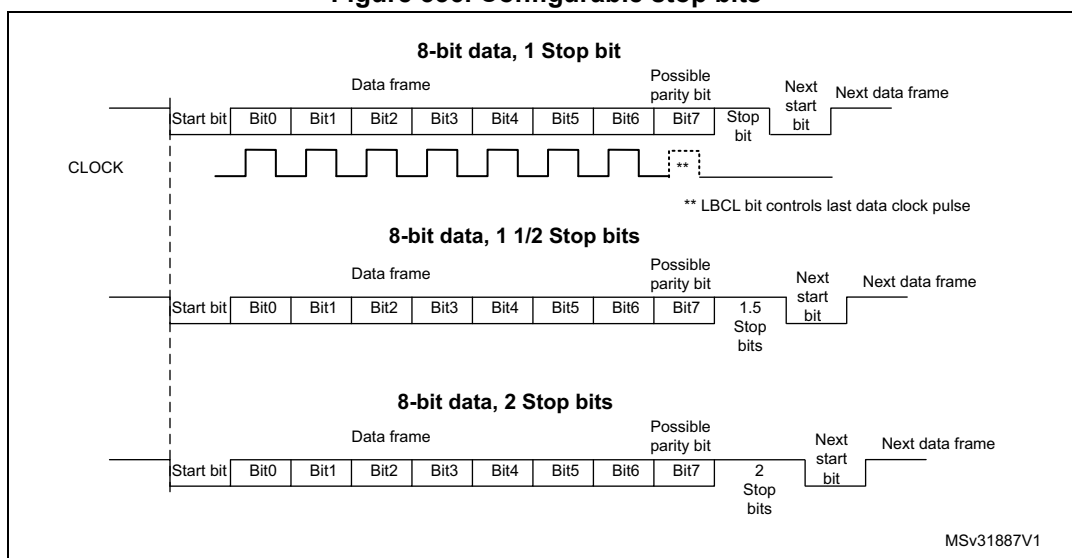 8-bit data, 1 Stop bit
Data frame
Possible
parity bit
Next
start
bit
Next data frame
Start bit Bit0 Bit1 Bit2 Bit3 Bit4 Bit5 Bit6 Bit7 Stop
bit
CLOCK
**
** LBCL bit controls last data clock pulse
8-bit data, 1 1/2 Stop bits
Data frame
Possible
parity bit
Next
start
bit
Next data frame
Start bit Bit0 Bit1 Bit2 Bit3 Bit4 Bit5 Bit6 Bit7 1.5
Stop
bits
8-bit data, 2 Stop bits
Data frame
Possible
parity bit
Next
start
bit
Next data frame
Start bit Bit0 Bit1 Bit2 Bit3 Bit4 Bit5 Bit6 Bit7 2
Stop
bits
MSv31887V1